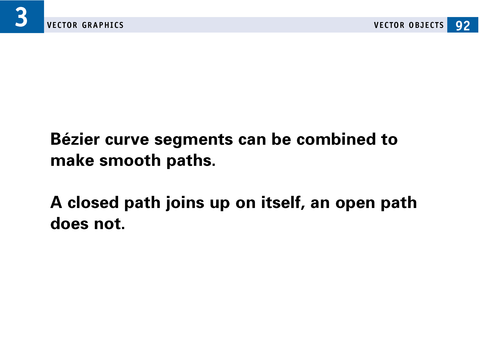 3
VECTOR GRAPHICS
VECTOR OBJECTS 92
Bézier curve segments can be combined to
make smooth paths.
A closed path joins up on itself, an open path
does not.